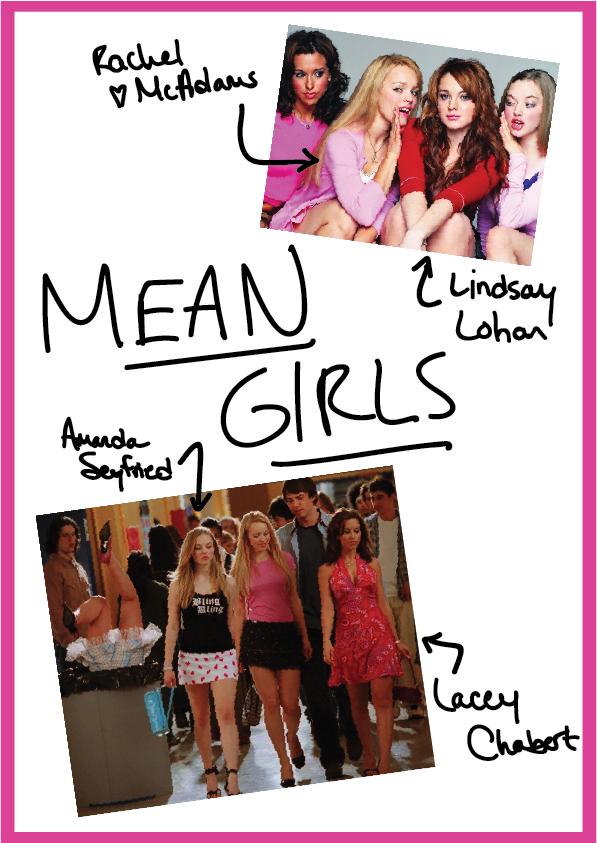 Rachel
♡ McAdams
Lindsay
Lohan
MEAN
GIRLS
Amanda
Seyfried
Bling
Bling
Lacey
Chabert